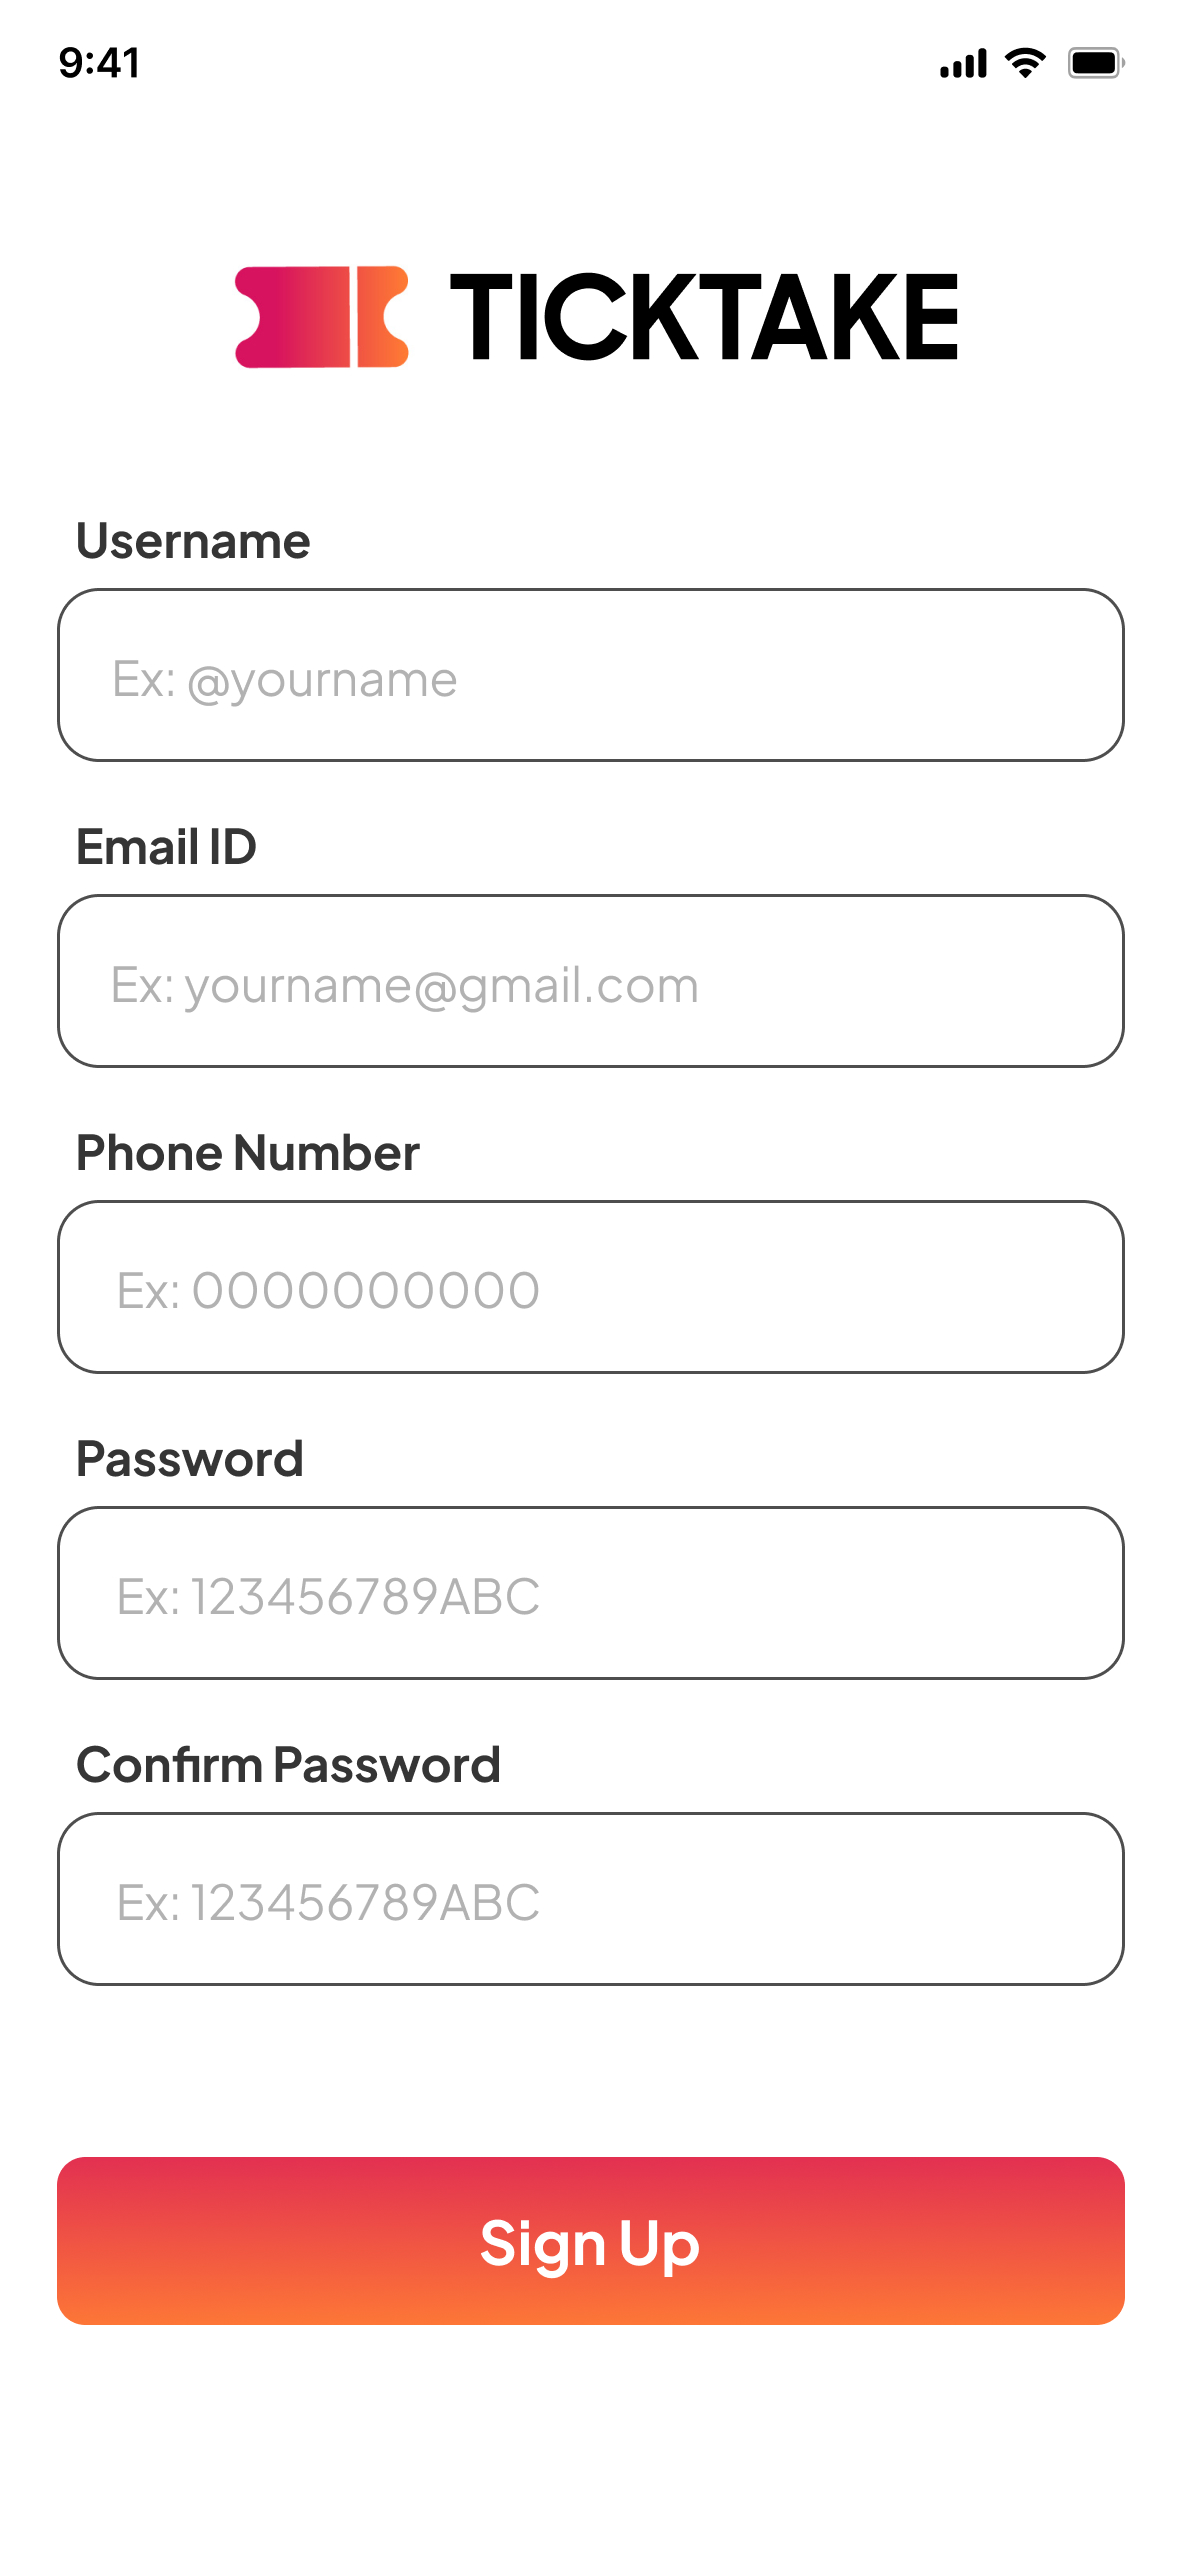 9:41
TICKTAKE
Username
Ex: @yourname
Email ID
Ex: yourname@gmail.com
Phone Number
Ex: 0000000000
Password
Ex: 123456789ABC
Confirm Password
Ex: 123456789ABC
Sign Up